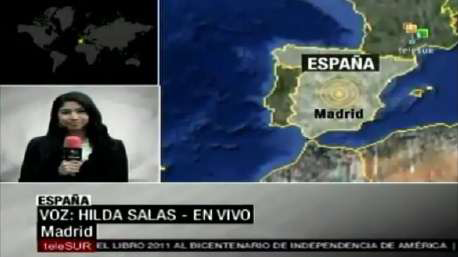 teleSUR
ESPAÑA
Madrid
ESPAÑA
VOZ: HILDA SALAS - EN VIVO
Madrid
teleSUR
EL LIBRO 2011 AL BICENTENARIO DE INDEPENDENCIA DE AMÉRICA